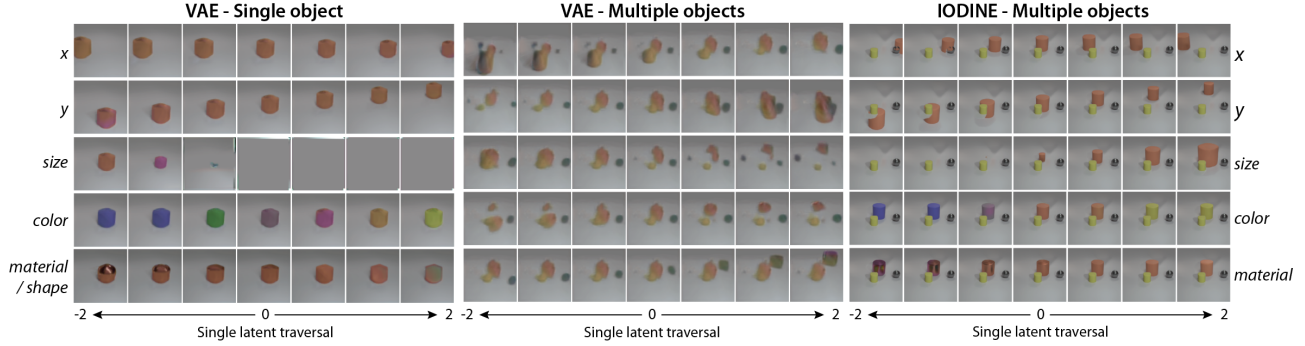 VAE - Single object
VAE - Multiple objects
IODINE - Multiple objects
x
x
y
y
size
size
color
color
material
/ shape
material
-2
0
2
-2
0
2
-2
0
2
Single latent traversal
Single latent traversal
Single latent traversal